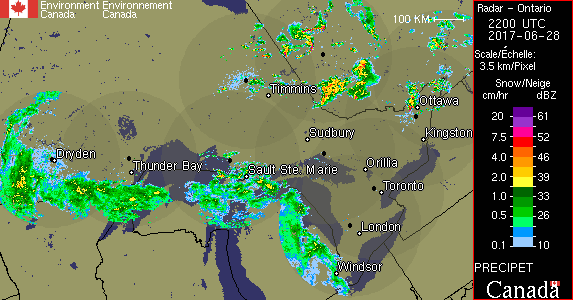 Environment Environnement
Canada Canada
100 KM
Radar - Ontario
2200 UTC
2017-06-28
Scale/Échelle:
3.5 km/Pixel
Snow/Neige
cm/hr dBZ
20 61
7.5 52
4.0 46
2.0 39
1.0 33
0.5 26
0.1 10
PRECIPET
Canada
Timmins
Ottawa
Sudbury
Kingston
Dryden
Thunder Bay
Sault Ste. Marie
Orillia
Toronto
London
Windsor